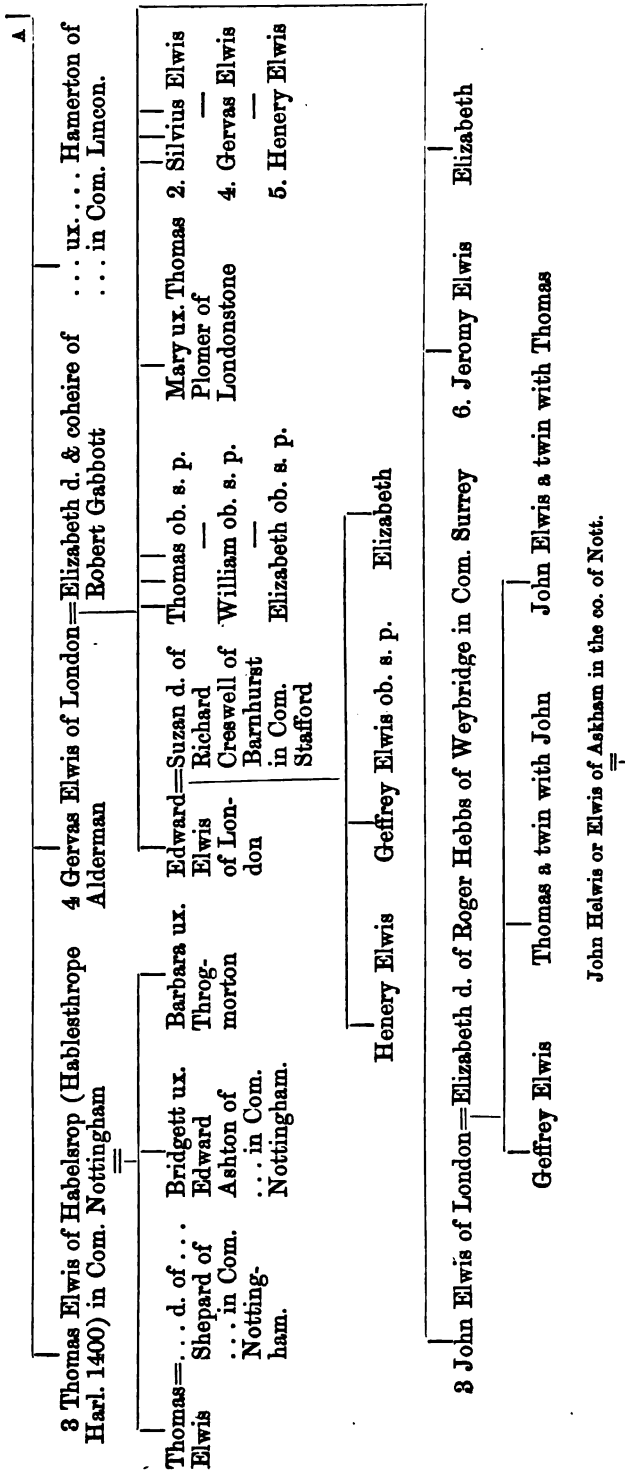 A
3 Thomas Elwis of Habelsrop (Hablesthrope
Harl. 1400) in Com. Nottingham
4 Gervas Elwis of London=Elizabeth d. & coheire of
Alderman
Robert Gabbott
... ux.... Hamerton of
... in Com. Lincon.
Thomas=.... d. of ...
Elwis
Shepard of
... in Com.
Notting-
ham.
Bridgett ux.
Edward
Ashton of
... in Com.
Nottingham.
Barbara ux.
Throg-
morton
Edward=Suzan d. of
Elwis
of Lon-
don
Richard
Creswell of
Barnhurst
in Com.
Stafford
Thomas ob. s. p.
—
William ob. s. p.
—
Elizabeth ob. s. p.
Mary ux. Thomas
Plomer of
Londonstone
2. Silvius Elwis
—
4. Gervas Elwis
—
5. Henery Elwis
Henery Elwis
Geffrey Elwis ob. s. p.
Elizabeth
3 John Elwis of London=Elizabeth d. of Roger Hebbs of Weybridge in Com. Surrey
6. Jeromy Elwis
Elizabeth
Geffrey Elwis
Thomas a twin with John
John Elwis a twin with Thomas
John Helwis or Elwis of Askham in the co. of Nott.
=